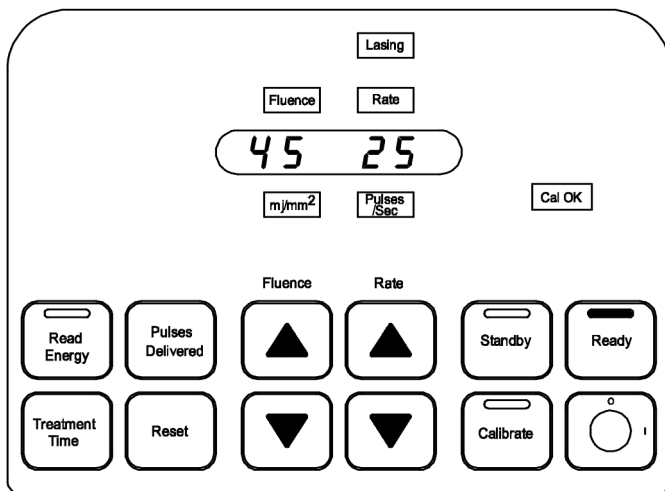 Lasing
Fluence Rate
45 25
mj/mm²
Pulses
/Sec
Cal OK
Fluence Rate
Read
Energy
Pulses
Delivered
Standby
Ready
Treatment
Time
Reset
Calibrate
O
I